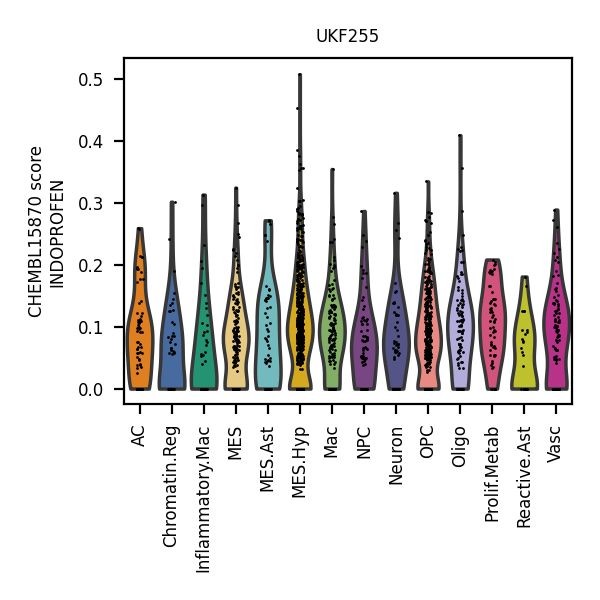 UKF255
CHEMBL15870 score
INDOPROFEN
0.5
0.4
0.3
0.2
0.1
0.0
AC
Chromatin.Reg
Inflammatory.Mac
MES
MES.Ast
MES.Hyp
Mac
NPC
Neuron
OPC
Oligo
Prolif.Metab
Reactive.Ast
Vasc